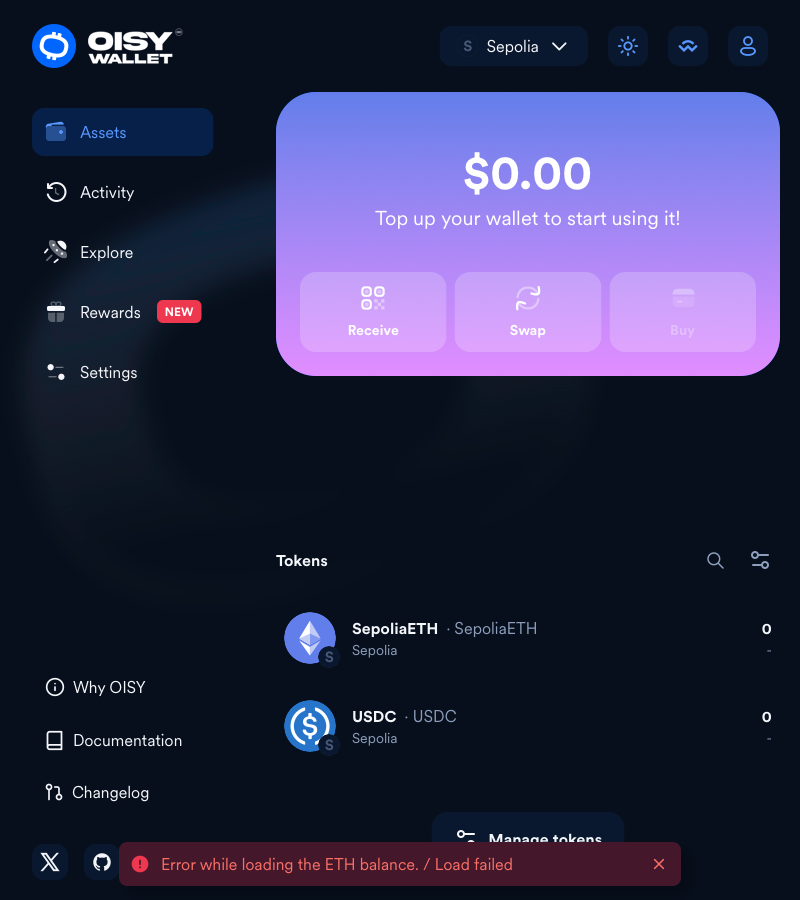 OISY
WALLET
S Sepolia
Assets
Activity
Explore
Rewards NEW
Settings
$0.00
Top up your wallet to start using it!
Receive Swap Buy
Tokens
SepoliaETH · SepoliaETH 0
Sepolia -
S
USDC · USDC 0
Sepolia -
S
Why OISY
Documentation
Changelog
Manage tokens
Error while loading the ETH balance. / Load failed